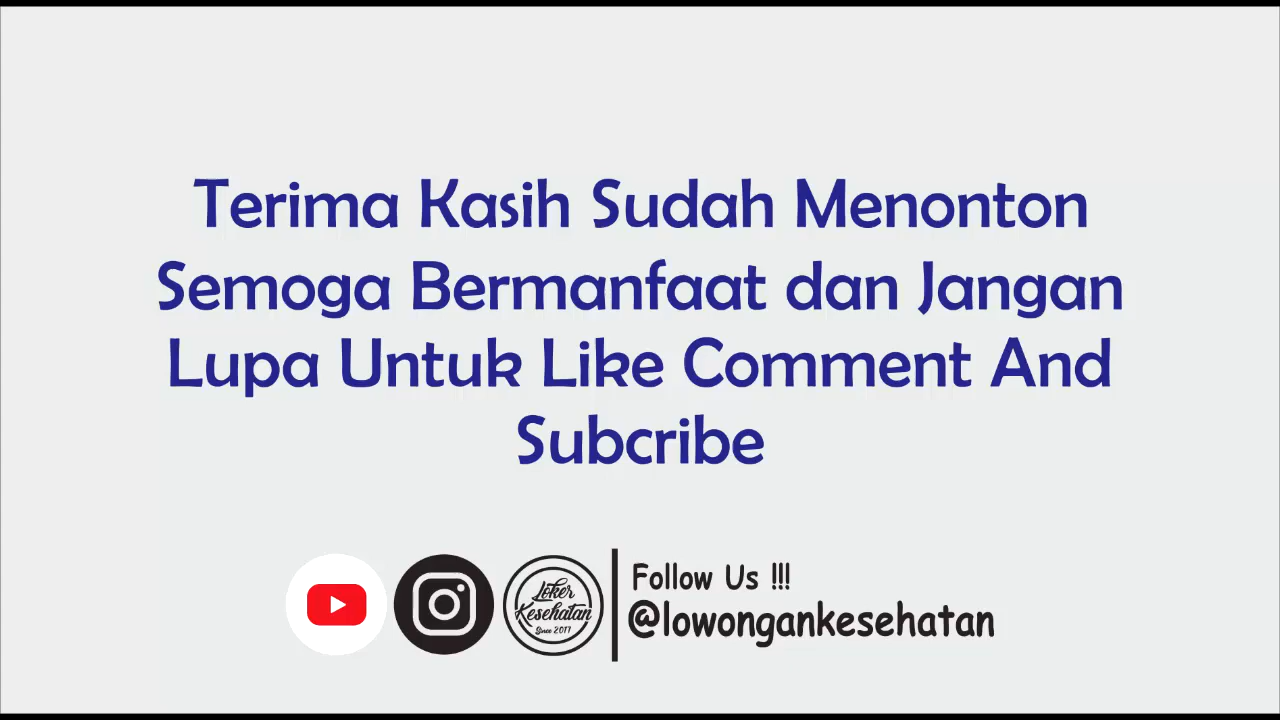 Terima Kasih Sudah Menonton
Semoga Bermanfaat dan Jangan
Lupa Untuk Like Comment And
Subcribe
Loker
Kesehatan
Since 2017
Follow Us !!!
@lowongankesehatan